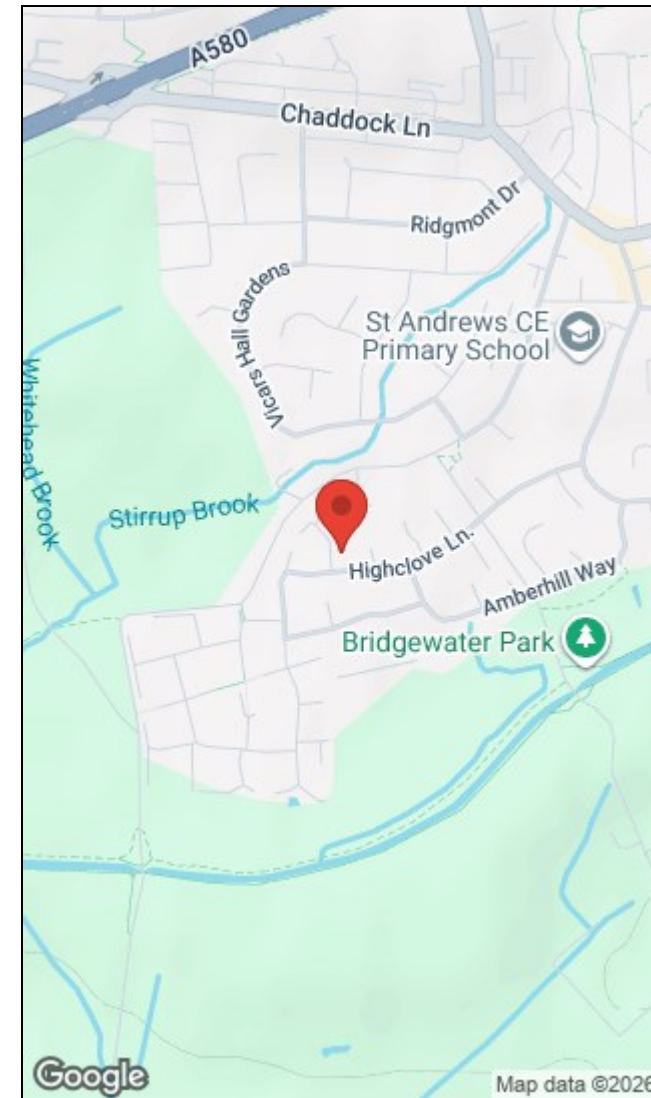 A580
Chaddock Ln
Ridgmont Dr
Vicars Hall Gardens
St Andrews CE
Primary School
Whitehead Brook
Stirrup Brook
Highclove Ln.
Amberhill Way
Bridgewater Park
Google
Map data ©2026